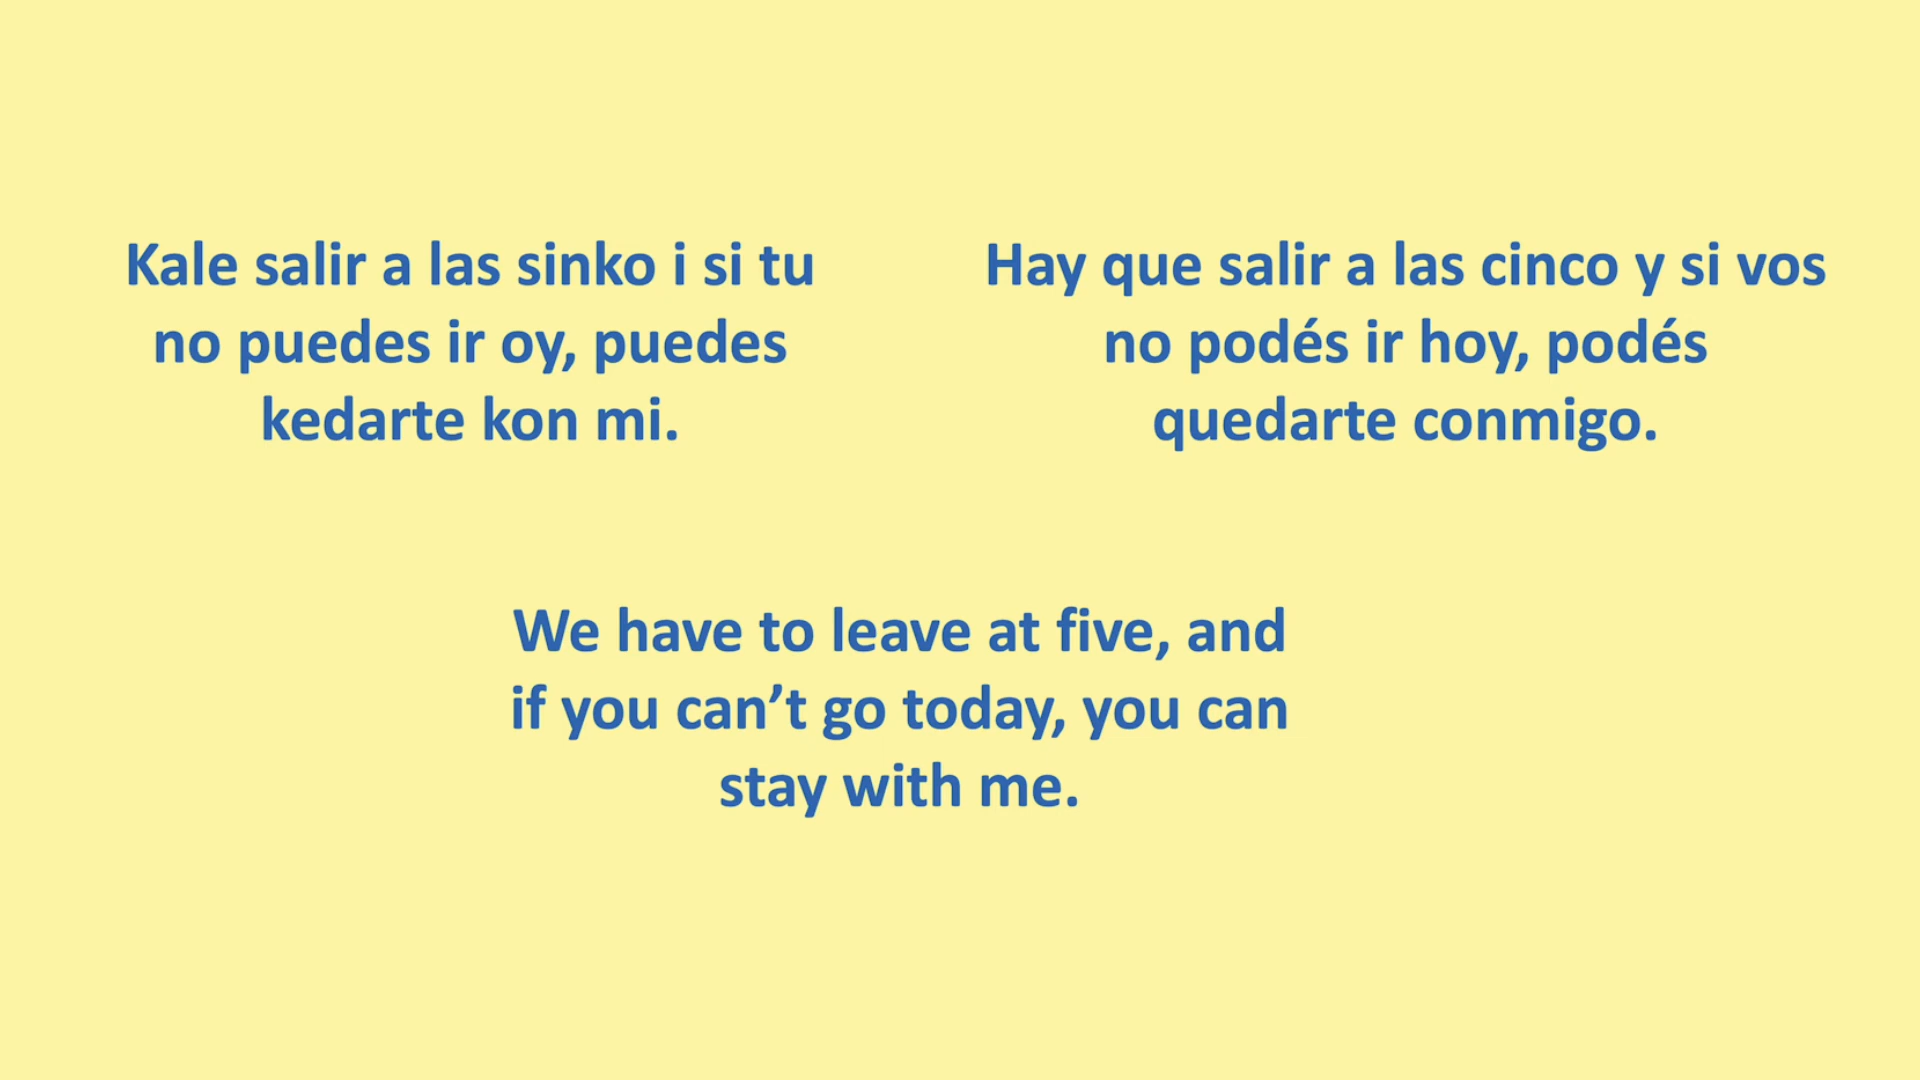 Kale salir a las sinko i si tu
no puedes ir oy, puedes
kedarte kon mi.
Hay que salir a las cinco y si vos
no podés ir hoy, podés
quedarte conmigo.
We have to leave at five, and
if you can’t go today, you can
stay with me.